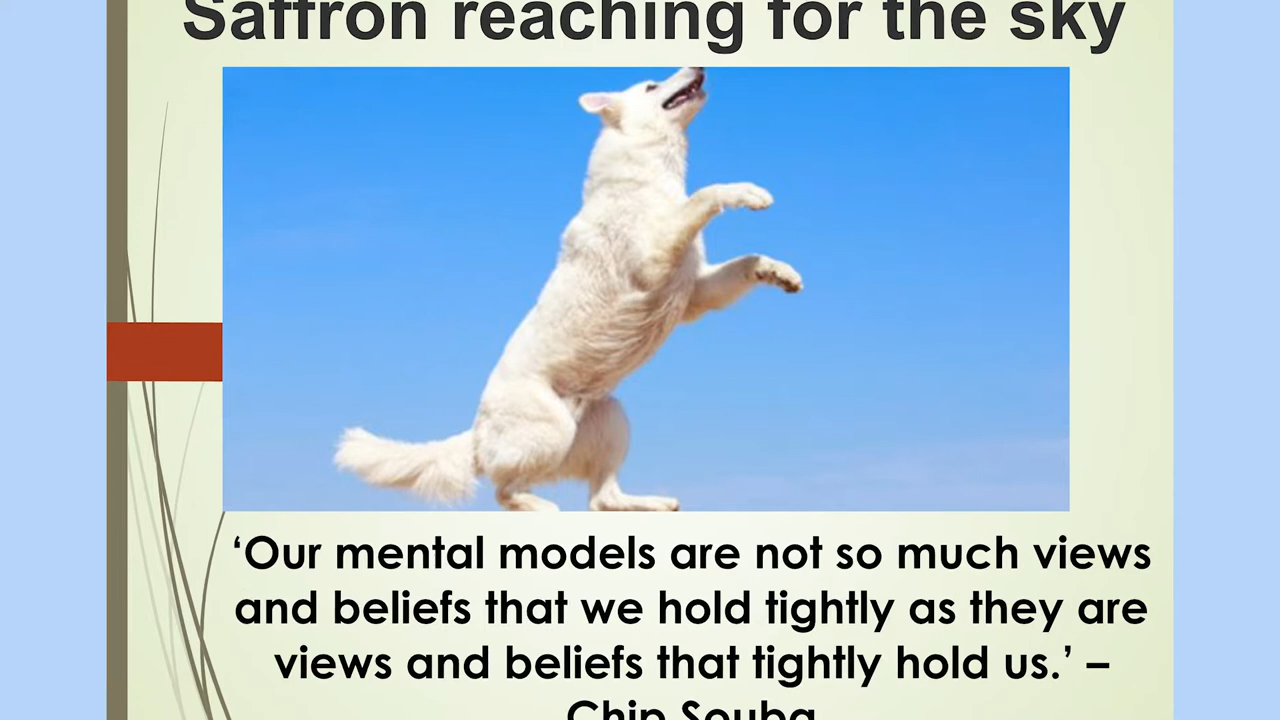 Saffron reaching for the sky
‘Our mental models are not so much views
and beliefs that we hold tightly as they are
views and beliefs that tightly hold us.’ –
Chip Souba